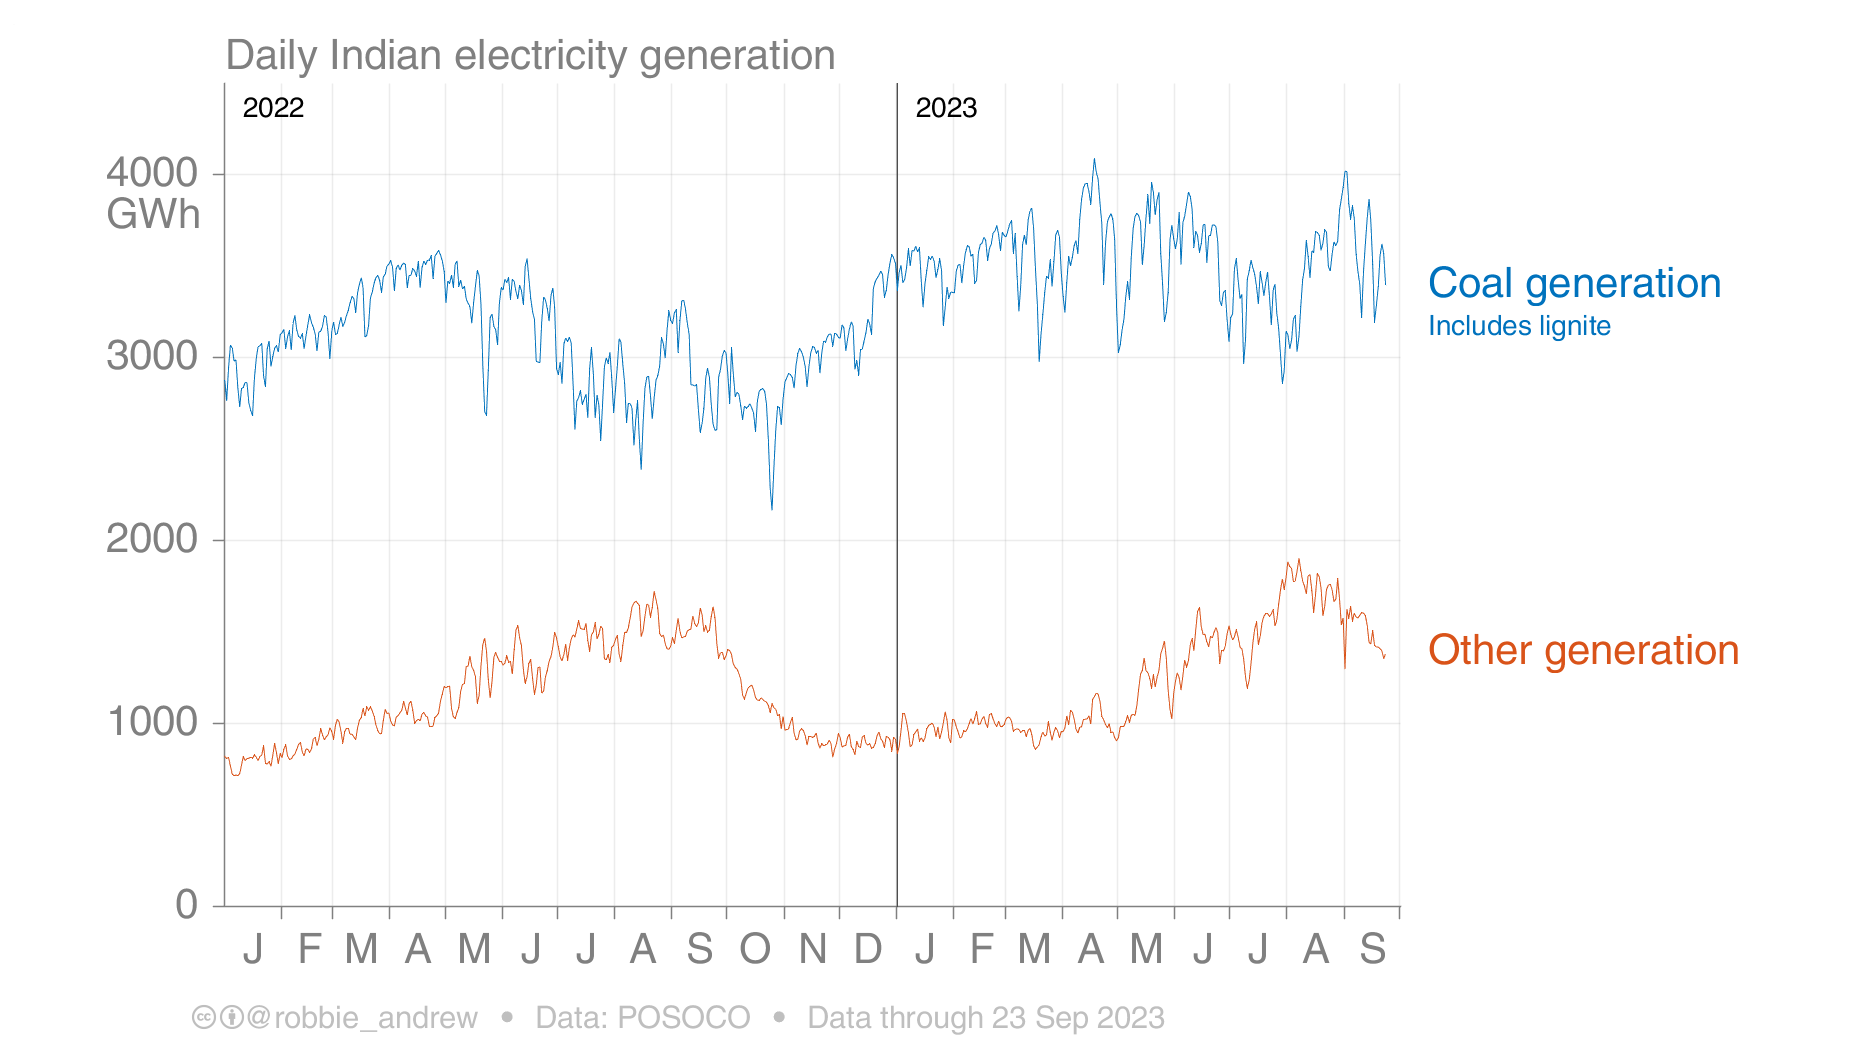 Daily Indian electricity generation
2022
2023
4000
GWh
3000
2000
1000
0
Coal generation
Includes lignite
Other generation
J F M A M J J A S O N D J F M A M J J A S
cc @robbie_andrew • Data: POSOCO • Data through 23 Sep 2023